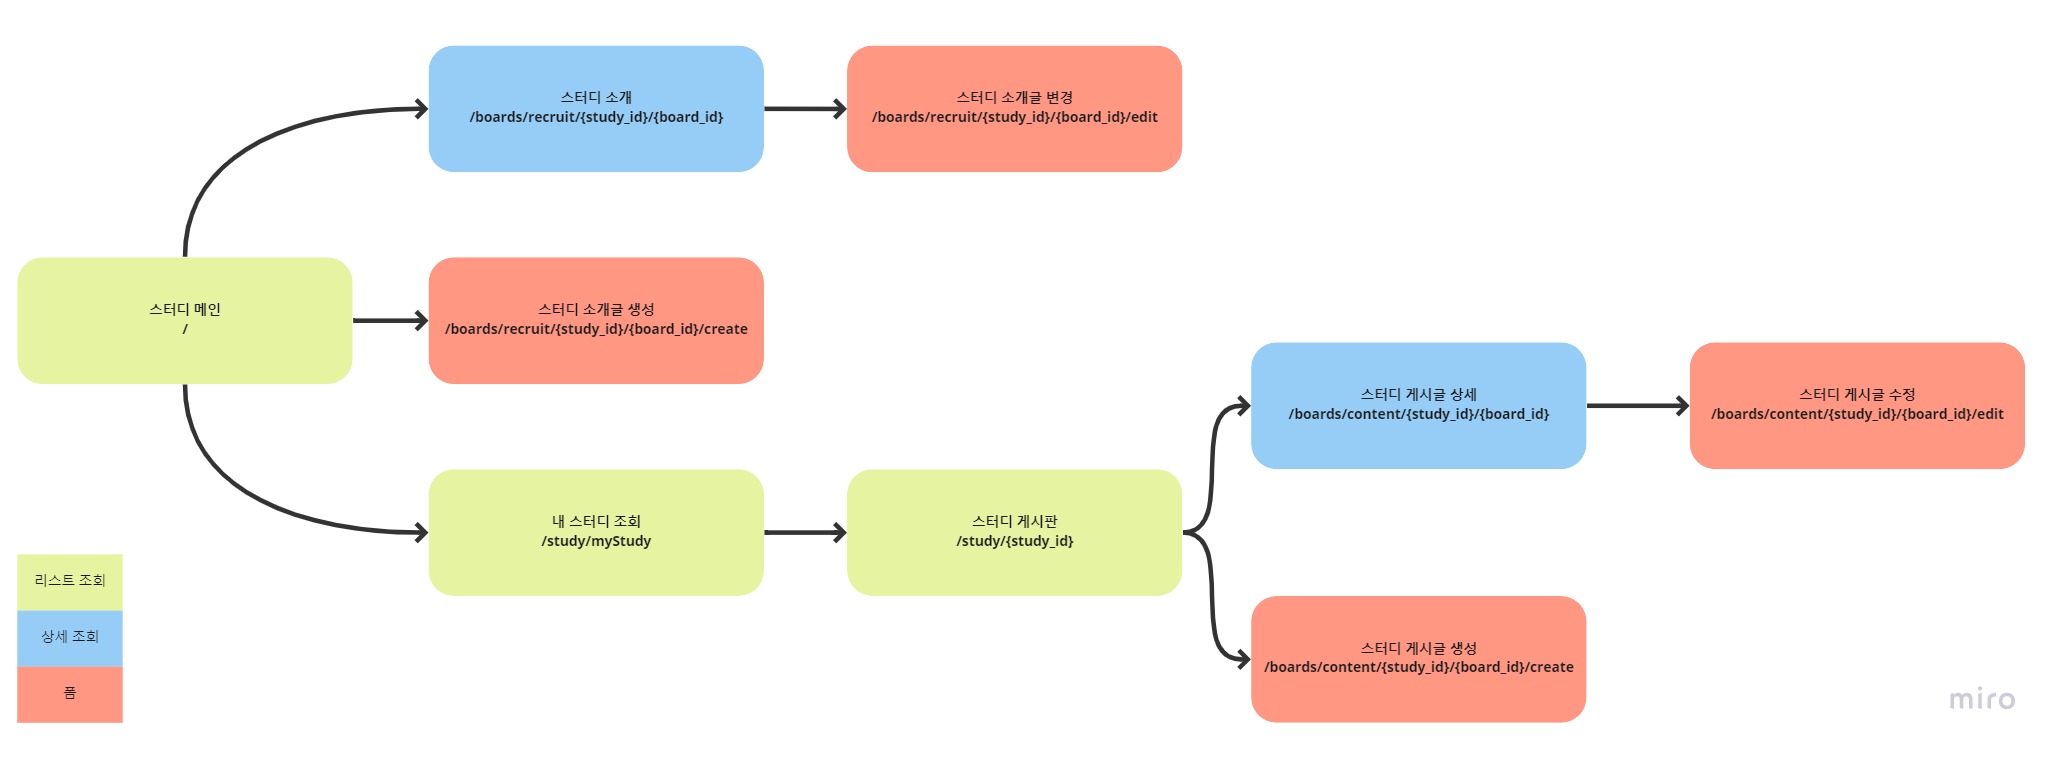 스터디 소개
/boards/recruit/{study_id}/{board_id}
스터디 소개글 변경
/boards/recruit/{study_id}/{board_id}/edit
스터디 메인
/
스터디 소개글 생성
/boards/recruit/{study_id}/{board_id}/create
스터디 게시글 상세
/boards/content/{study_id}/{board_id}
스터디 게시글 수정
/boards/content/{study_id}/{board_id}/edit
내 스터디 조회
/study/myStudy
스터디 게시판
/study/{study_id}
스터디 게시글 생성
/boards/content/{study_id}/{board_id}/create
리스트 조회
상세 조회
폼
miro